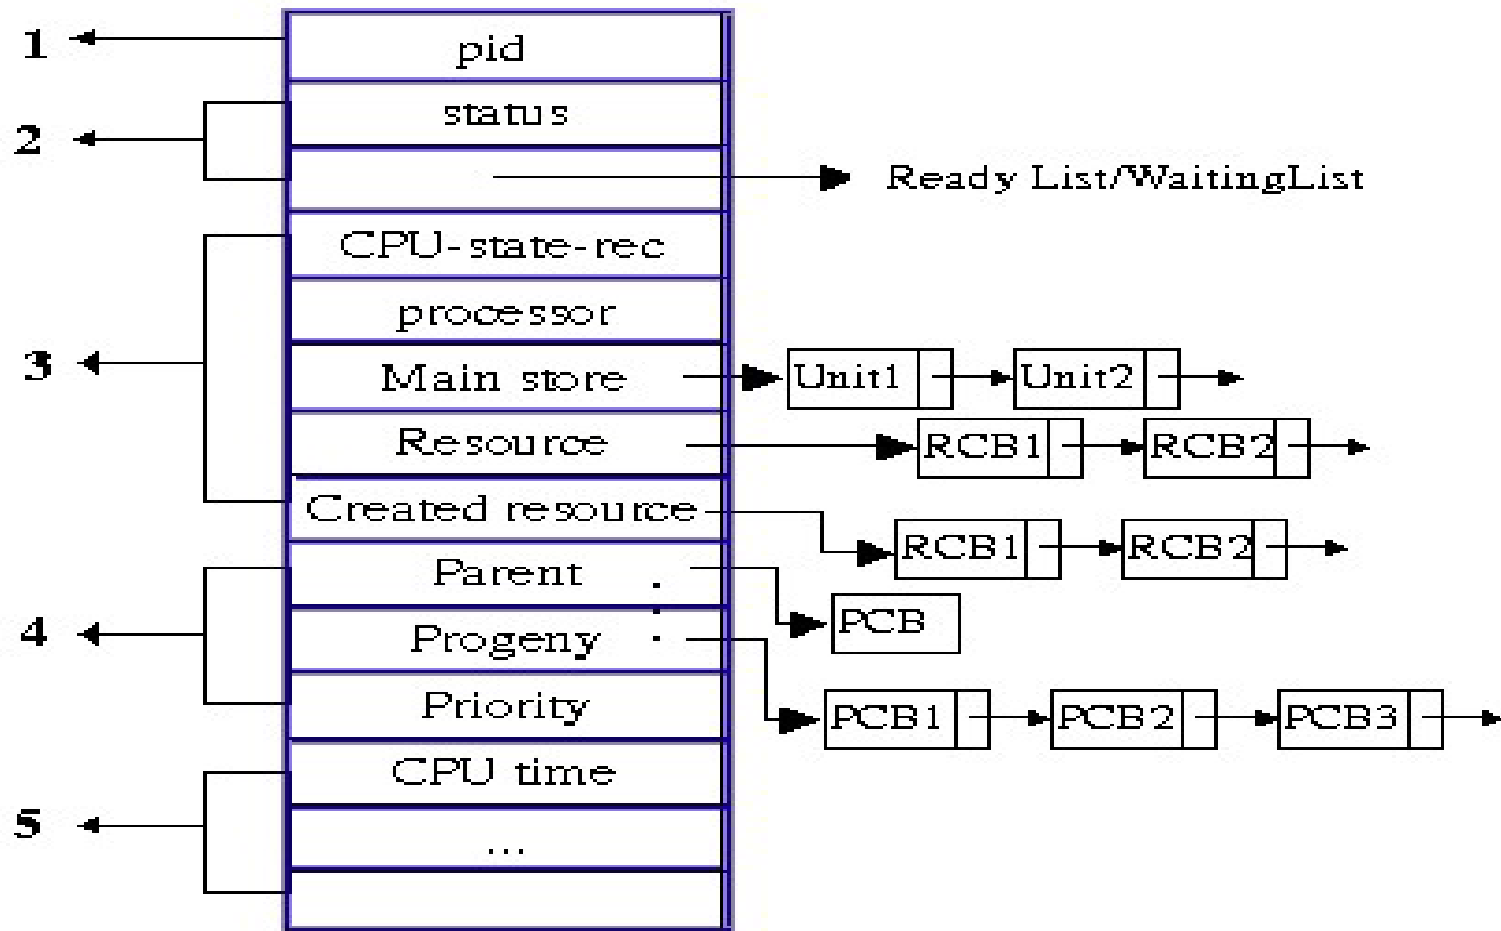 1
pid
status
2
Ready List/WaitingList
CPU-state-rec
processor
3
Main store
Unit1
Unit2
Resource
RCB1
RCB2
Created resource
RCB1
RCB2
Parent
PCB
4
Progeny
Priority
PCB1
PCB2
PCB3
CPU time
5
...